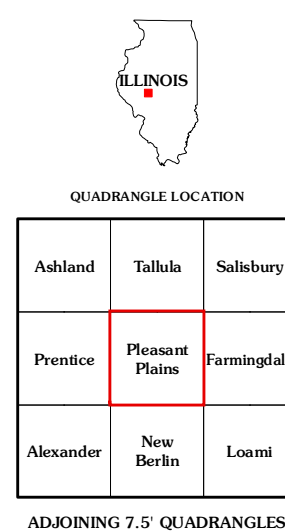 ILLINOIS
QUADRANGLE LOCATION
Ashland Tallula Salisbury
Prentice Pleasant Plains Farmingdal
Alexander New Berlin Loami
ADJOINING 7.5' QUADRANGLES